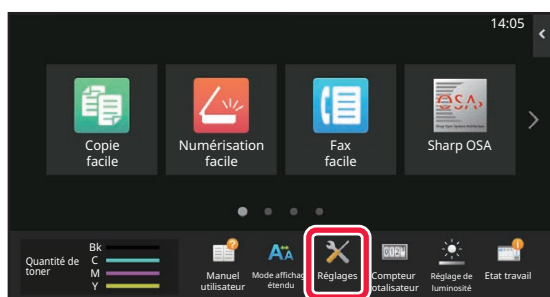 14:05
Copie
facile
Numérisation
facile
Fax
facile
Sharp OSA
Quantité de
toner
Bk
C
M
Y
Manuel
utilisateur
Mode affichag
étendu
Réglages
Compteur
otalisateur
Réglage de
luminosité
Etat travail